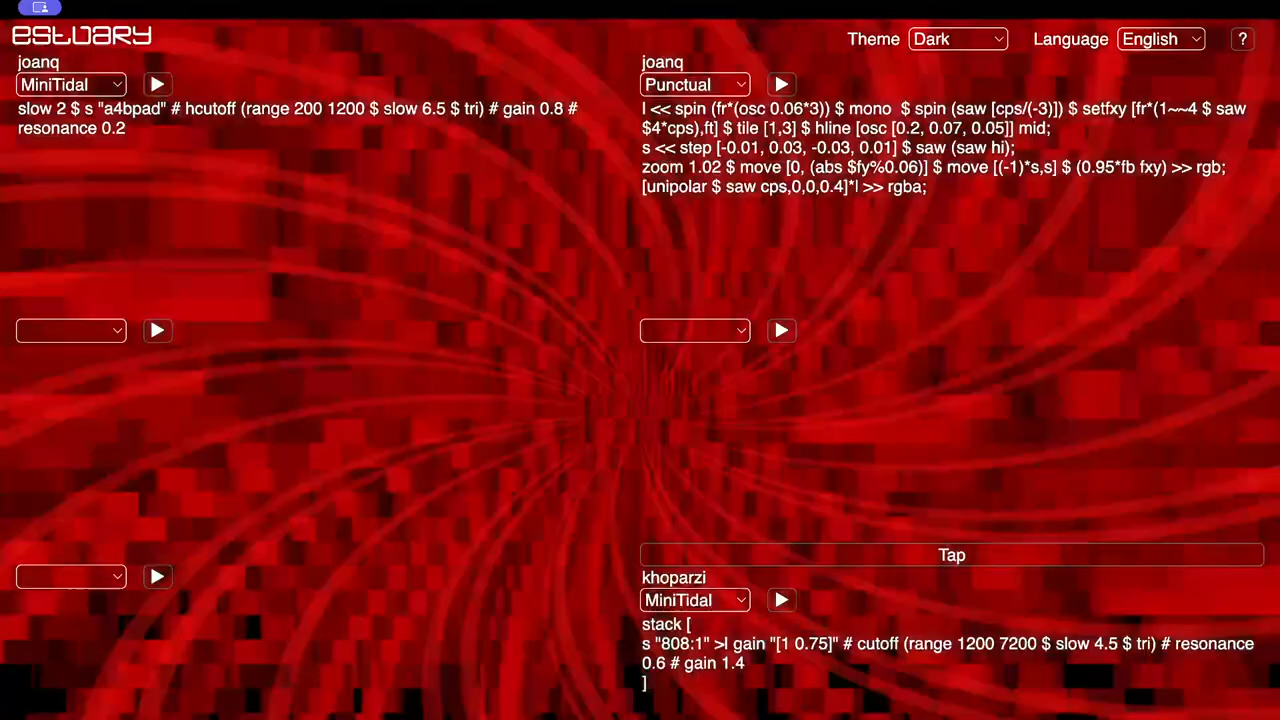 ESTUARY
Theme Dark Language English ?
joanq
MiniTidal
slow 2 $ s "a4bpad" # hcutoff (range 200 1200 $ slow 6.5 $ tri) # gain 0.8 #
resonance 0.2
joanq
Punctual
l << spin (fr*(osc 0.06*3)) $ mono  $ spin (saw [cps/(-3)]) $ setfxy [fr*(1~~4 $ saw
$4*cps),ft] $ tile [1,3] $ hline [osc [0.2, 0.07, 0.05]] mid;
s << step [-0.01, 0.03, -0.03, 0.01] $ saw (saw hi);
zoom 1.02 $ move [0, (abs $fy%0.06)] $ move [(-1)*s,s] $ (0.95*fb fxy) >> rgb;
[unipolar $ saw cps,0,0,0.4]*l >> rgba;
Tap
khoparzi
MiniTidal
stack [
s "808:1" >| gain "[1 0.75]" # cutoff (range 1200 7200 $ slow 4.5 $ tri) # resonance
0.6 # gain 1.4
]